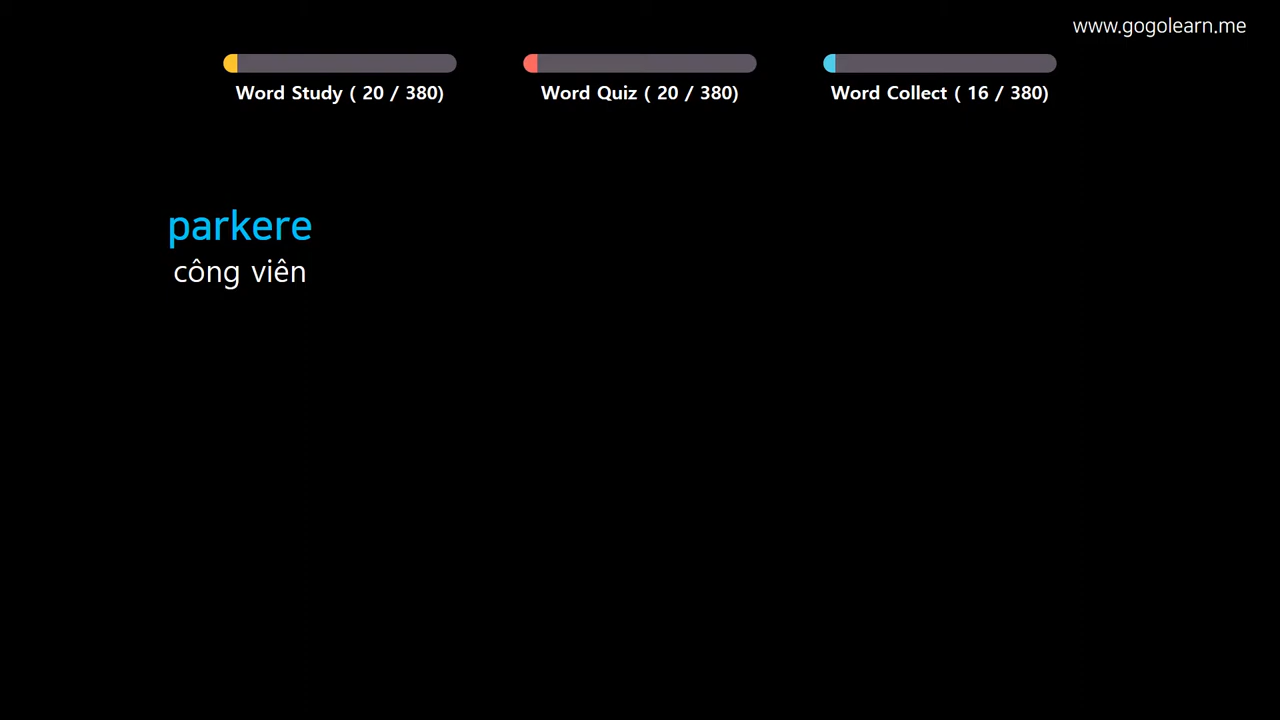 www.gogolearn.me
Word Study ( 20 / 380)
Word Quiz ( 20 / 380)
Word Collect ( 16 / 380)
parkere
công viên